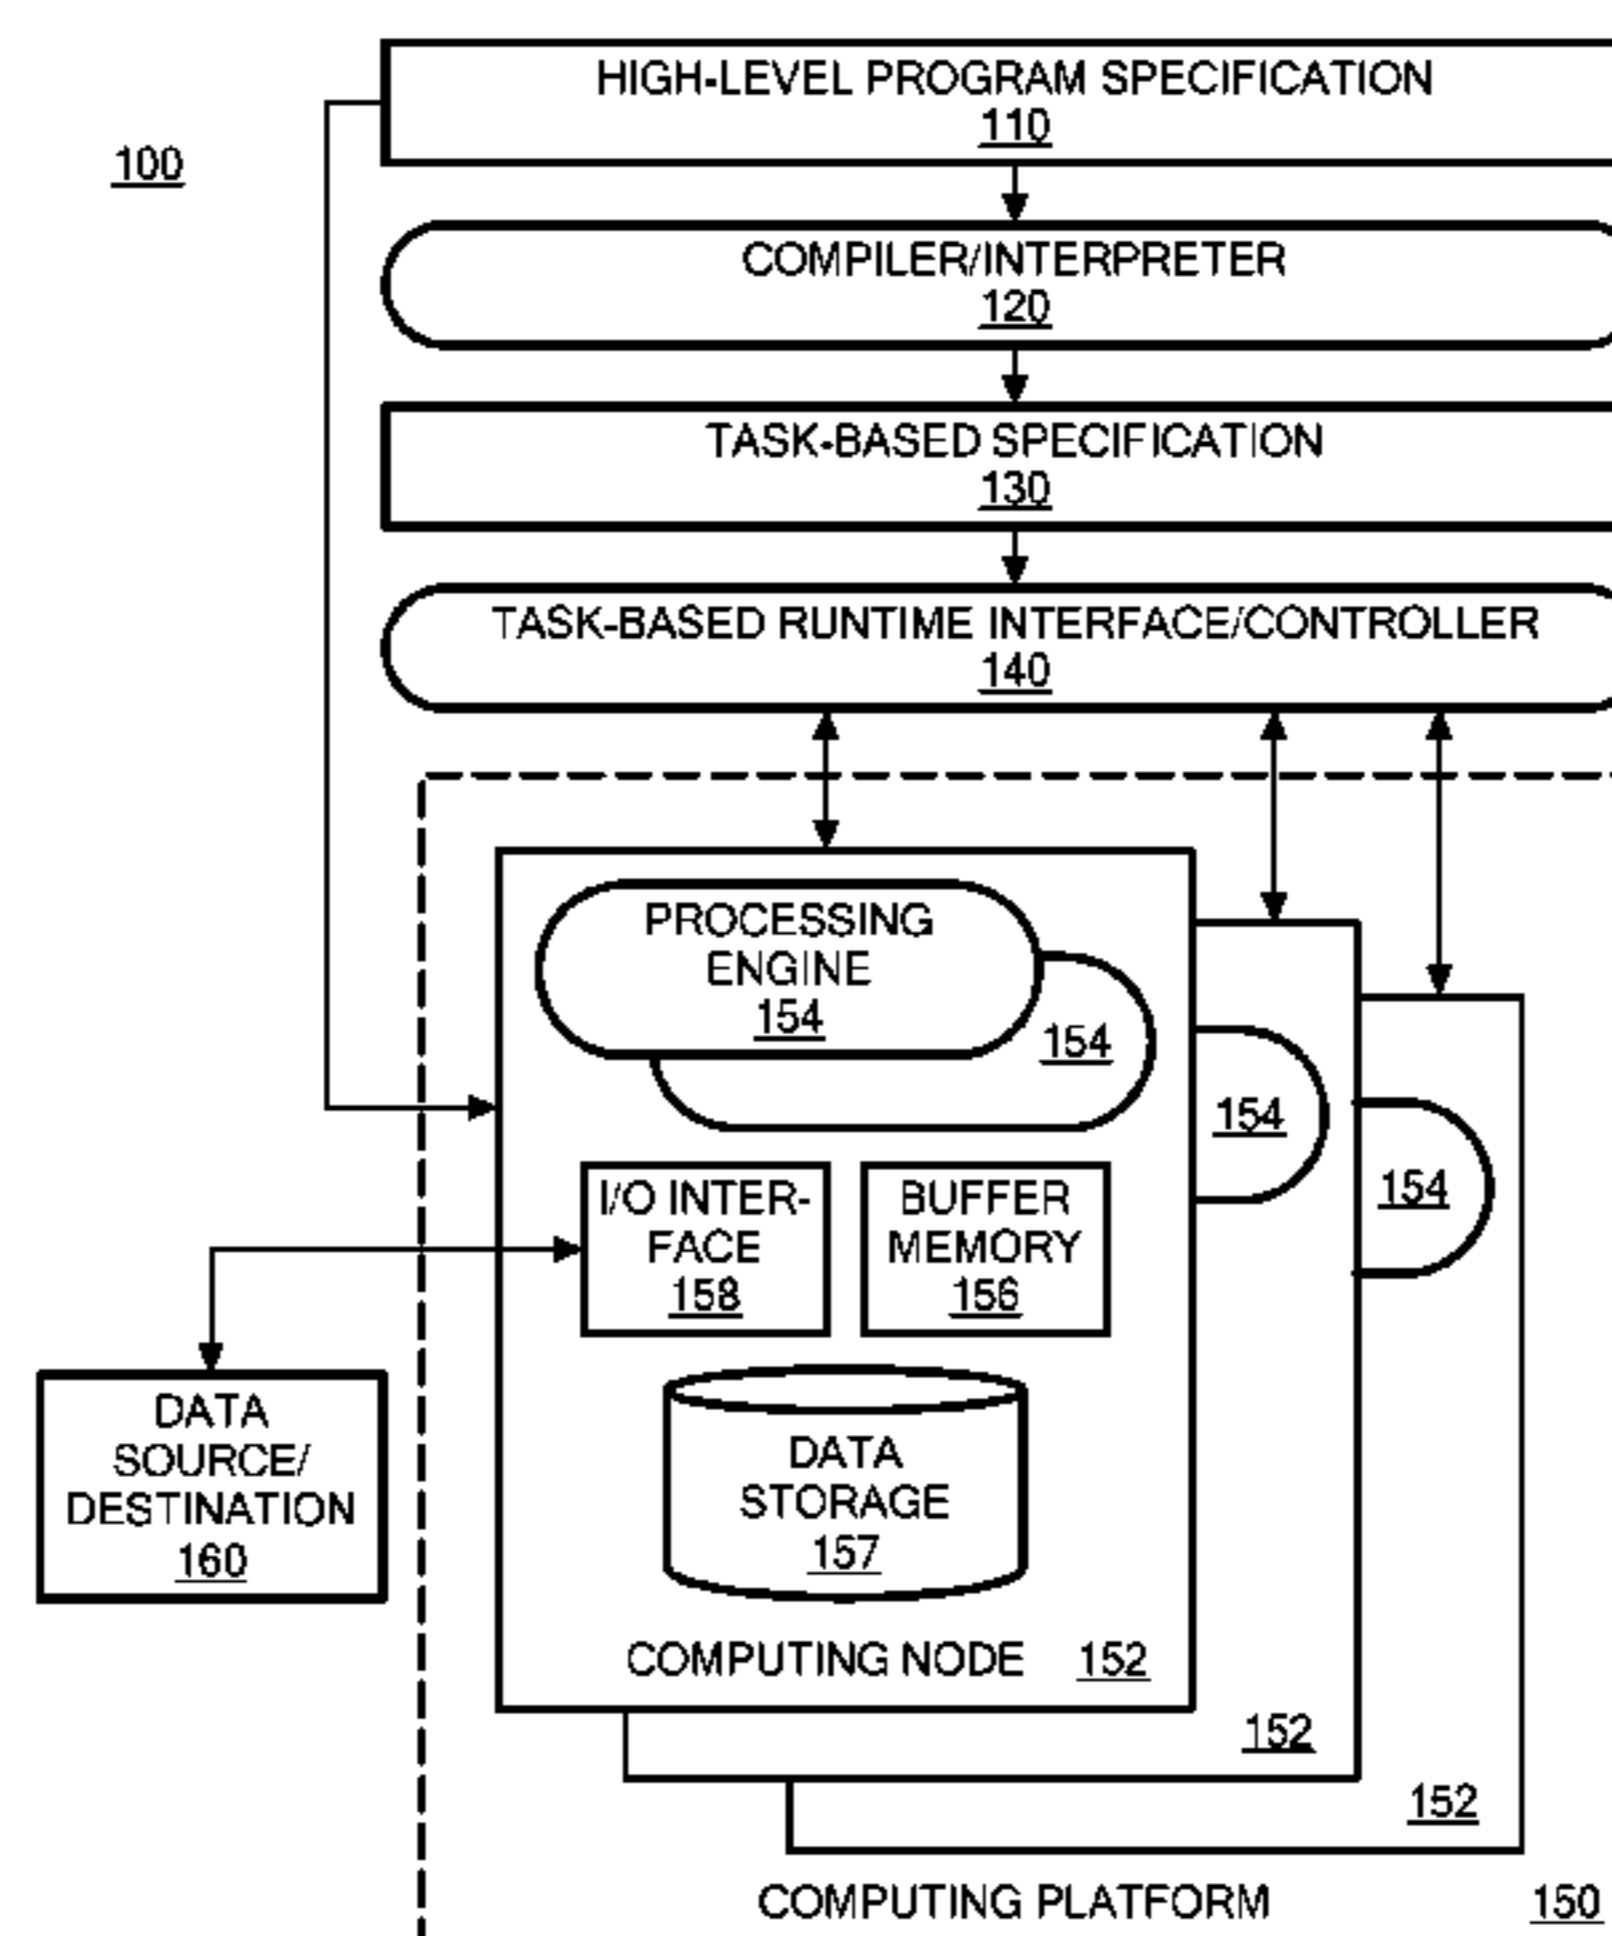 HIGH-LEVEL PROGRAM SPECIFICATION
110
100
COMPILER/INTERPRETER
120
TASK-BASED SPECIFICATION
130
TASK-BASED RUNTIME INTERFACE/CONTROLLER
140
PROCESSING
ENGINE
154
154
154
154
I/O INTER-
FACE
158
BUFFER
MEMORY
156
DATA
SOURCE/
DESTINATION
160
DATA
STORAGE
157
COMPUTING NODE 152
152
152
COMPUTING PLATFORM 150